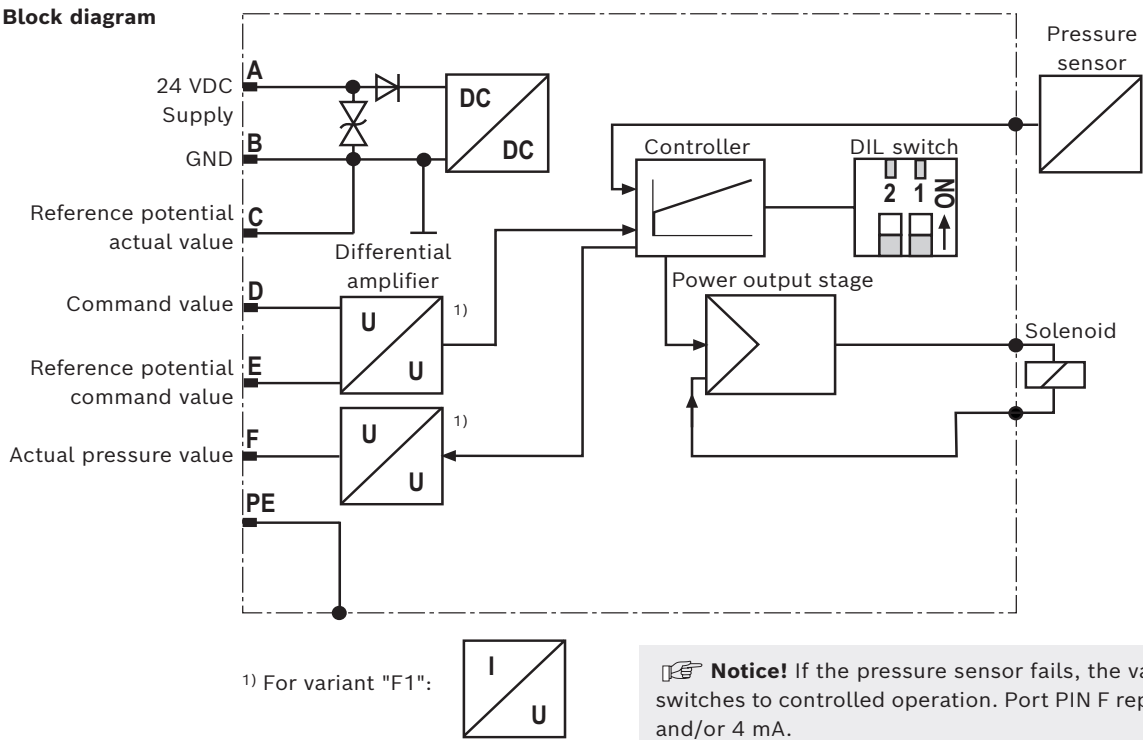 Block diagram
Pressure
sensor
A
24 VDC
Supply
DC
DC
B
GND
Controller
DIL switch
2 1 ON
Reference potential
actual value
C
Differential
amplifier
Power output stage
Command value
D
U
U
1)
Solenoid
Reference potential
command value
E
Actual pressure value
F
U
U
1)
PE
1) For variant "F1":
I
U
Notice! If the pressure sensor fails, the
switches to controlled operation. Port PIN F
and/or 4 mA.